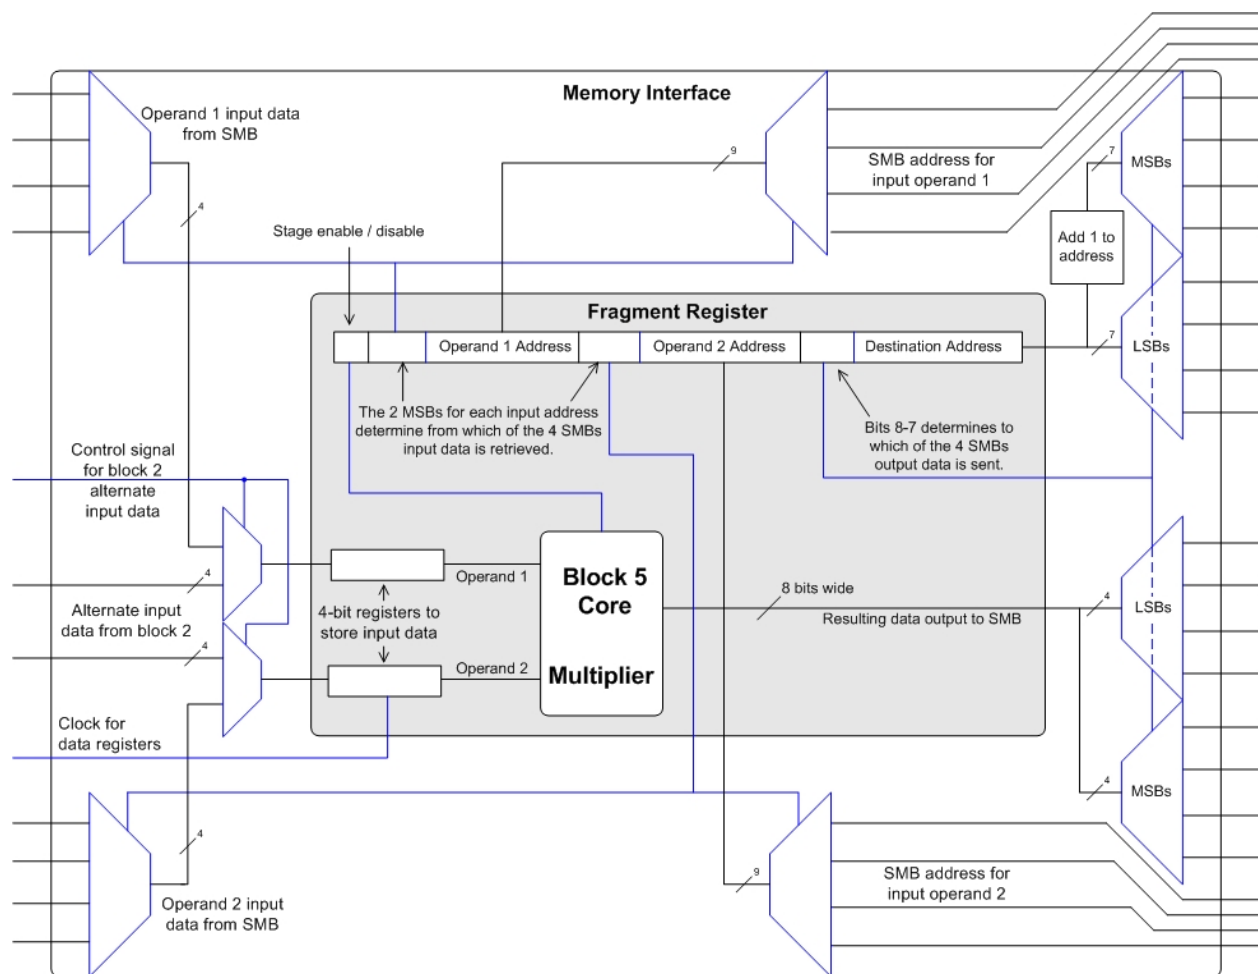 Memory Interface
Operand 1 input data
from SMB
9
SMB address for
input operand 1
7
MSBs
4
Stage enable / disable
Add 1 to
address
Fragment Register
Operand 1 Address
Operand 2 Address
Destination Address
7
LSBs
The 2 MSBs for each input address
determine from which of the 4 SMBs
input data is retrieved.
Bits 8-7 determines to
which of the 4 SMBs
output data is sent.
Control signal
for block 2
alternate
input data
4
Alternate input
data from block 2
4
Operand 1
4-bit registers to
store input data
Operand 2
Block 5
Core
Multiplier
8 bits wide
Resulting data output to SMB
4
LSBs
Clock for
data registers
4
MSBs
4
Operand 2 input
data from SMB
9
SMB address for
input operand 2